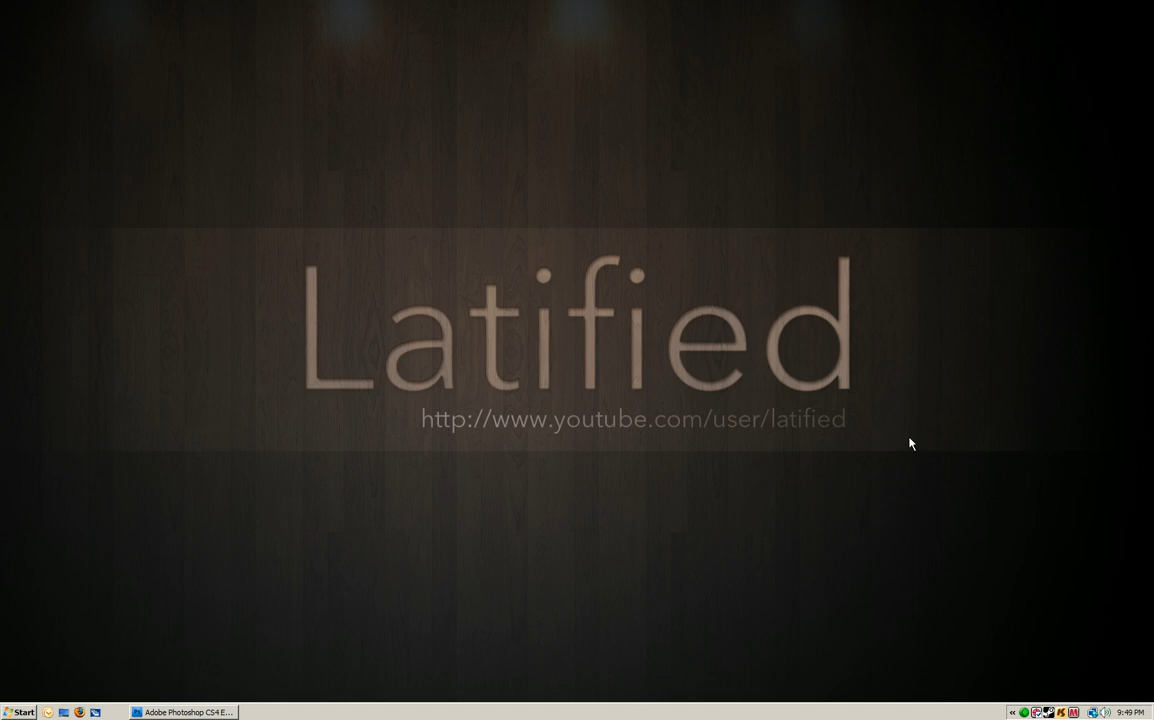 Latified
http://www.youtube.com/user/latified
Start
Adobe Photoshop CS4 E...
9:49 PM